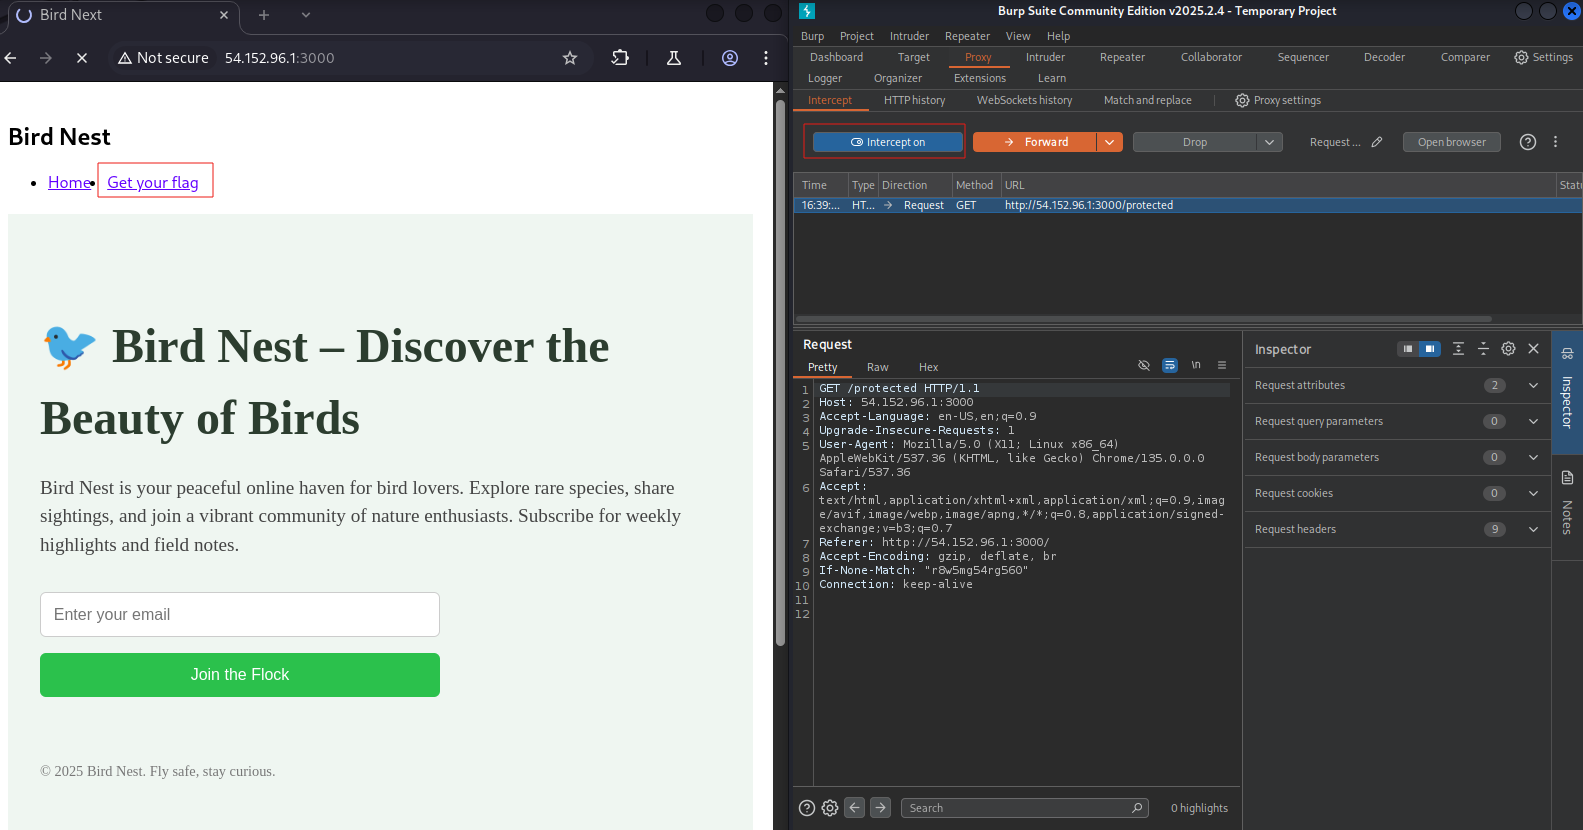 Bird Next
Not secure 54.152.96.1:3000
Bird Nest
Home
Get your flag
🐦 Bird Nest – Discover the
Beauty of Birds
Bird Nest is your peaceful online haven for bird lovers. Explore rare species, share
sightings, and join a vibrant community of nature enthusiasts. Subscribe for weekly
highlights and field notes.
Enter your email
Join the Flock
© 2025 Bird Nest. Fly safe, stay curious.
Burp Suite Community Edition v2025.2.4 - Temporary Project
Burp Project Intruder Repeater View Help
Dashboard Target Proxy Intruder Repeater Collaborator Sequencer Decoder Comparer Settings
Logger Organizer Extensions Learn
Intercept HTTP history WebSockets history Match and replace Proxy settings
Intercept on Forward Drop Request ... Open browser
Time Type Direction Method URL Statu
16:39:... HT... → Request GET http://54.152.96.1:3000/protected
Request
Pretty Raw Hex \n
1 GET /protected HTTP/1.1
2 Host: 54.152.96.1:3000
3 Accept-Language: en-US,en;q=0.9
4 Upgrade-Insecure-Requests: 1
5 User-Agent: Mozilla/5.0 (X11; Linux x86_64)
AppleWebKit/537.36 (KHTML, like Gecko) Chrome/135.0.0.0
Safari/537.36
6 Accept:
text/html,application/xhtml+xml,application/xml;q=0.9,imag
e/avif,image/webp,image/apng,*/*;q=0.8,application/signed-
exchange;v=b3;q=0.7
7 Referer: http://54.152.96.1:3000/
8 Accept-Encoding: gzip, deflate, br
9 If-None-Match: "r8w5mg54rg560"
10 Connection: keep-alive
11
12
Search
0 highlights
Inspector
Request attributes 2
Request query parameters 0
Request body parameters 0
Request cookies 0
Request headers 9
Inspector
Notes